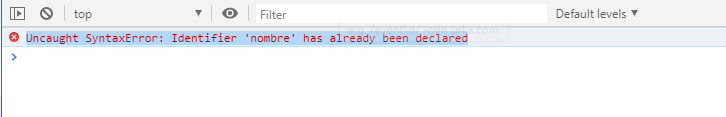 top Filter Default levels
Uncaught SyntaxError: Identifier 'nombre' has already been declared